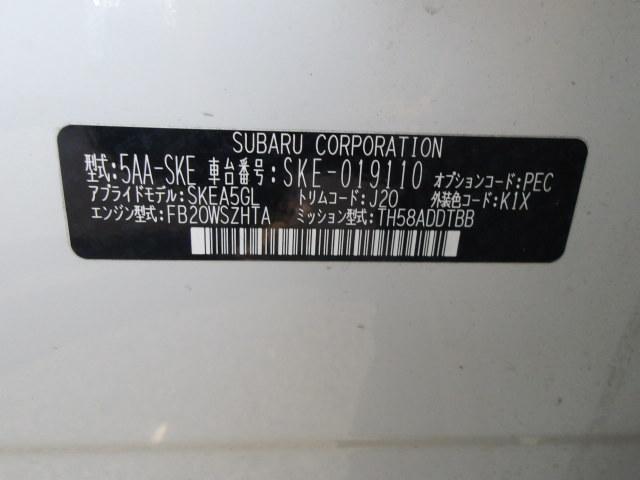 SUBARU CORPORATION
型式:5AA-SKE 車台番号:SKE-019110 オプションコード:PEC
アプライドモデル:SKEA5GL トリムコード:J20 外装色コード:K1X
エンジン型式:FB20WSZHTA ミッション型式:TH58ADDTBB